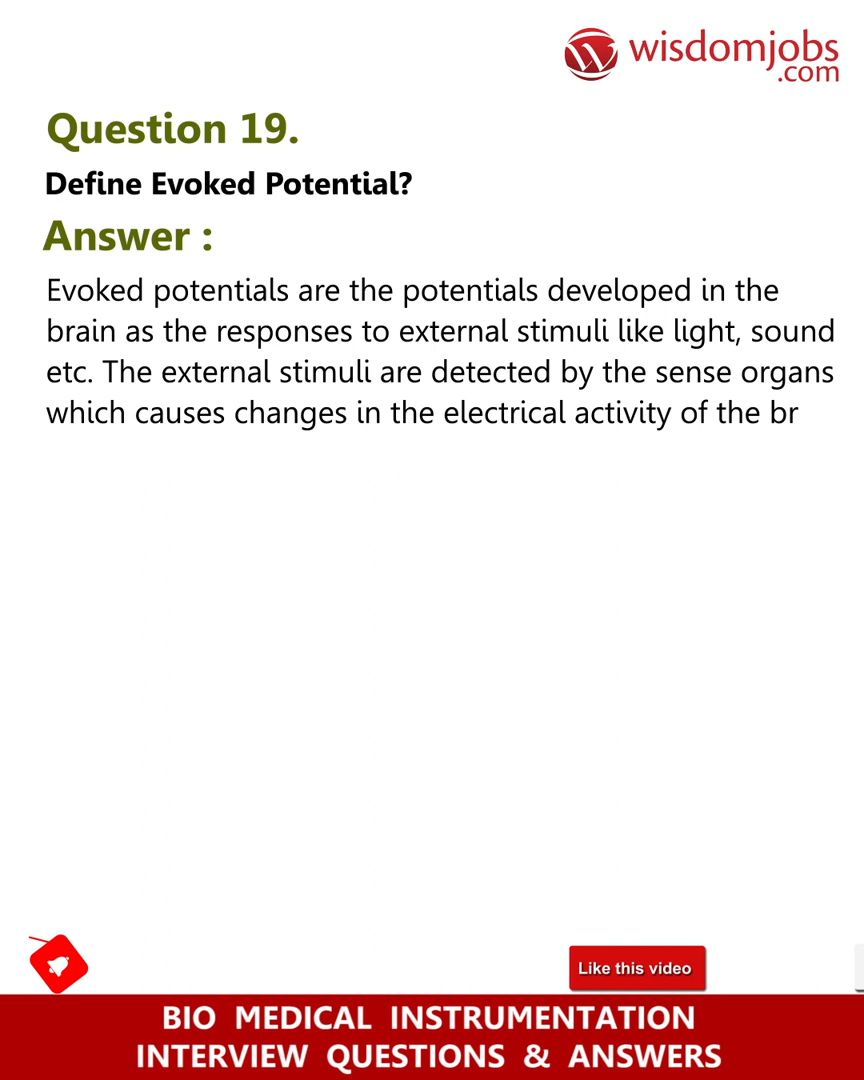 wisdomjobs
.com
Question 19.
Define Evoked Potential?
Answer :
Evoked potentials are the potentials developed in the
brain as the responses to external stimuli like light, sound
etc. The external stimuli are detected by the sense organs
which causes changes in the electrical activity of the br
Like this video
BIO MEDICAL INSTRUMENTATION
INTERVIEW QUESTIONS & ANSWERS